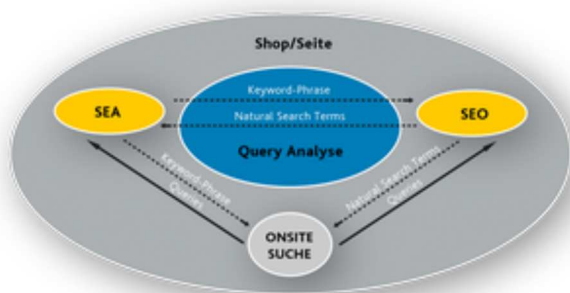 Shop/Seite
Keyword-Phrase
SEA
SEO
Natural Search Terms
Query Analyse
Keyword-Phrase
Queries
Natural Search Terms
Queries
ONSITE
SUCHE